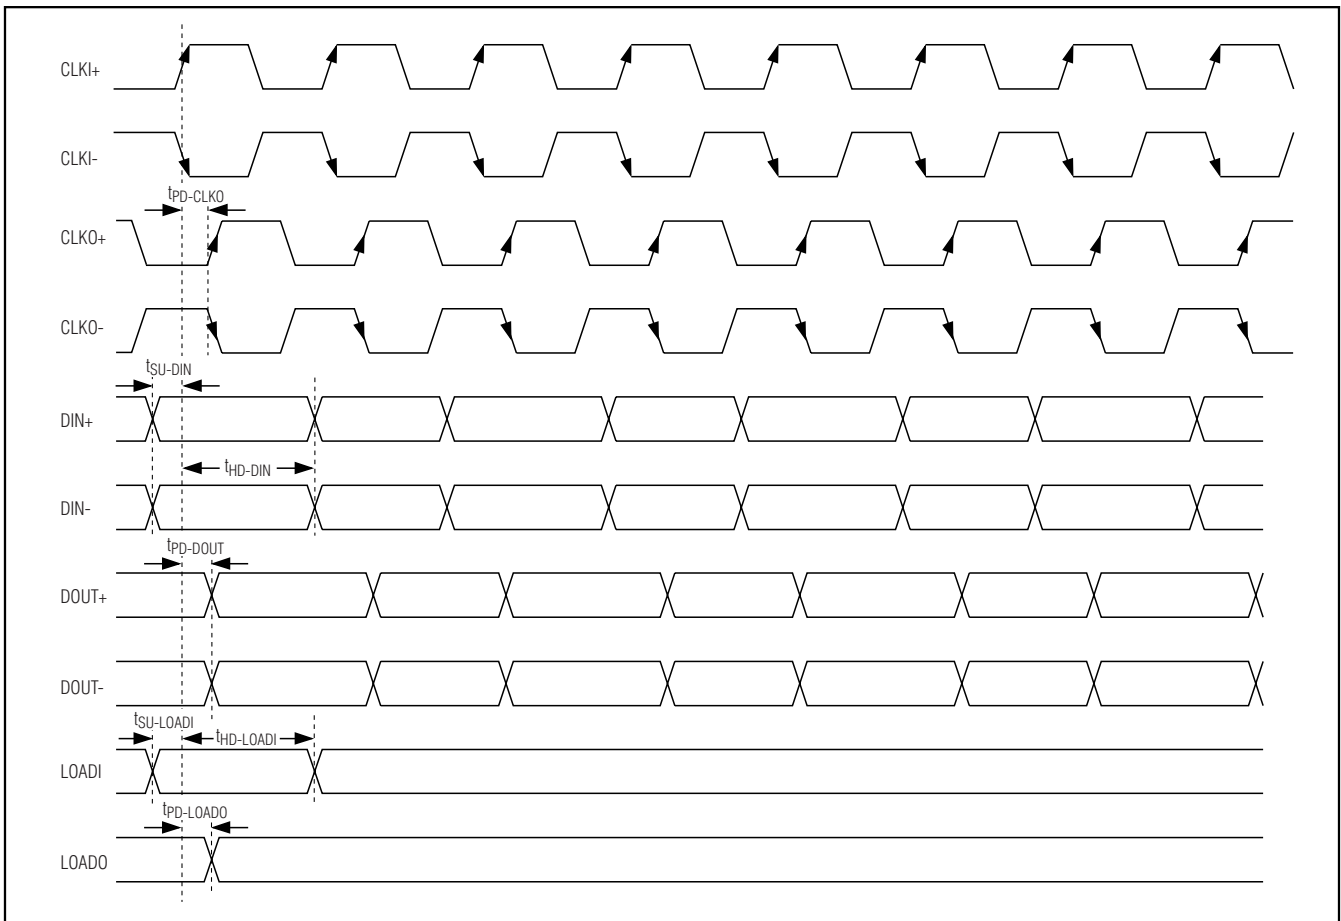 CLKI+
CLKI-
tPD-CLKO
CLKO+
CLKO-
tSU-DIN
DIN+
tHD-DIN
DIN-
tPD-DOUT
DOUT+
DOUT-
tSU-LOADI
tHD-LOADI
LOADI
tPD-LOADO
LOADO